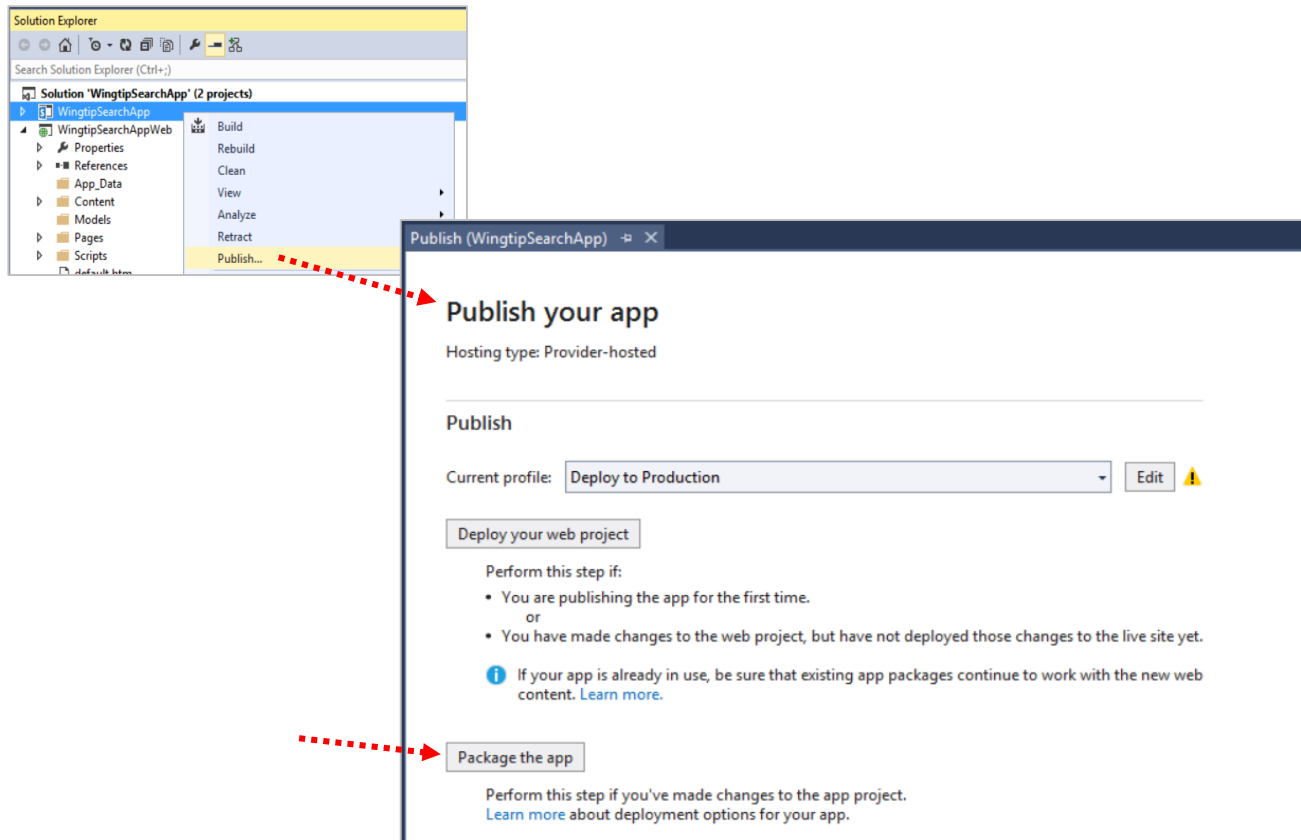 Solution Explorer
Search Solution Explorer (Ctrl+;)
Solution 'WingtipSearchApp' (2 projects)
WingtipSearchApp
WingtipSearchAppWeb
Properties
References
App_Data
Content
Models
Pages
Scripts
default.htm
Build
Rebuild
Clean
View
Analyze
Retract
Publish...
Publish (WingtipSearchApp)
Publish your app
Hosting type: Provider-hosted
Publish
Current profile: Deploy to Production Edit
Deploy your web project
Perform this step if:
• You are publishing the app for the first time.
or
• You have made changes to the web project, but have not deployed those changes to the live site yet.
If your app is already in use, be sure that existing app packages continue to work with the new web
content. Learn more.
Package the app
Perform this step if you've made changes to the app project.
Learn more about deployment options for your app.